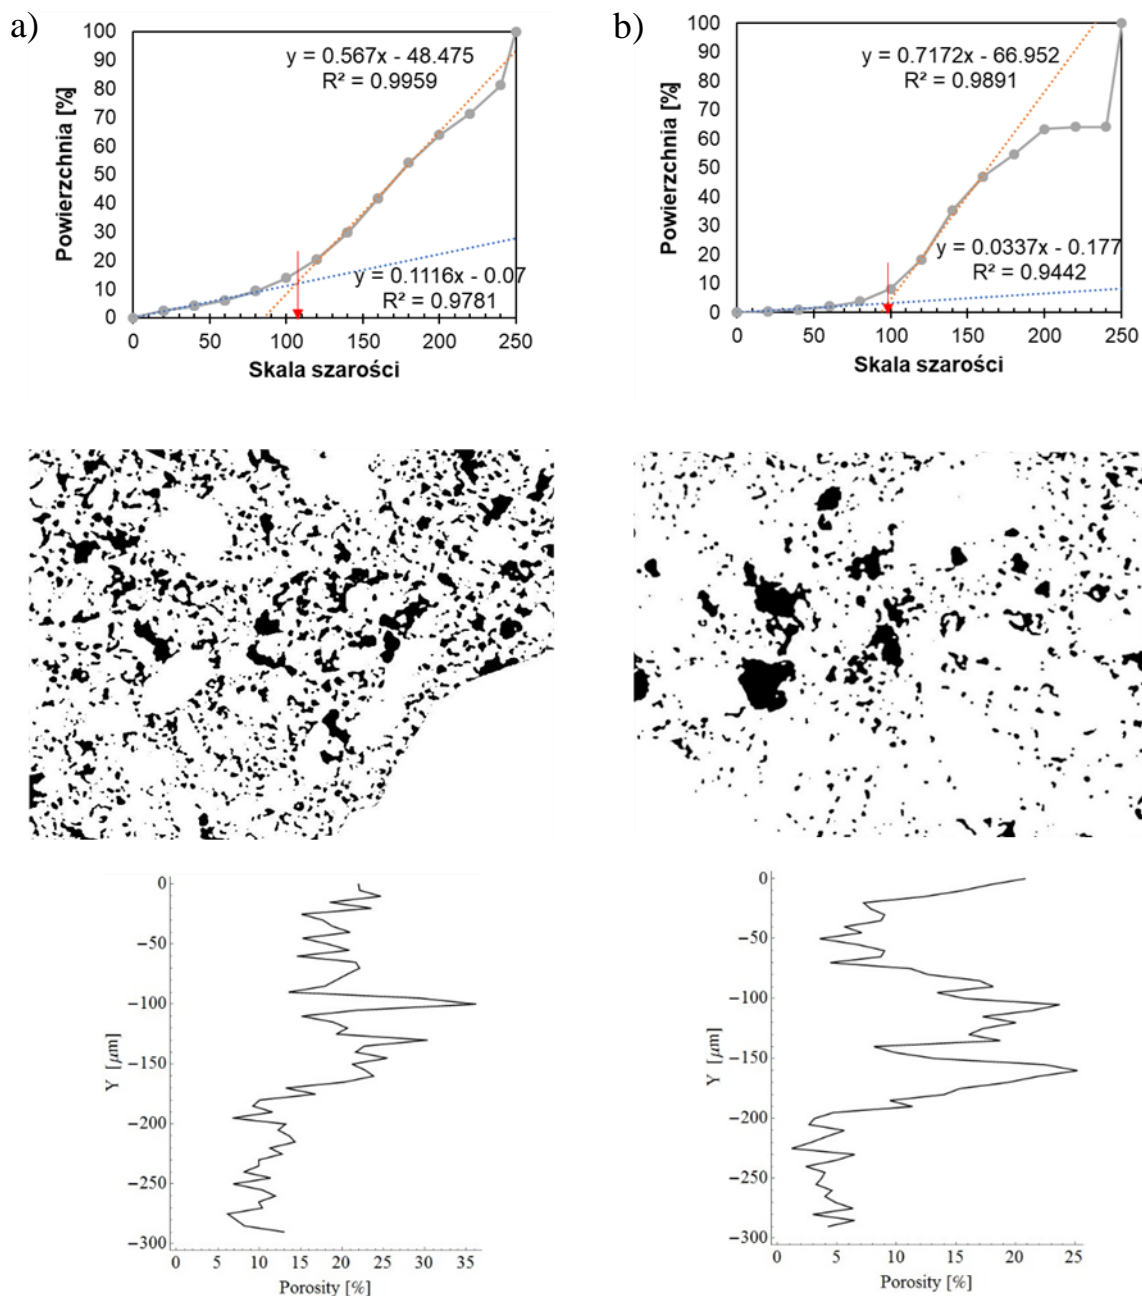 a)
100
90
80
70
60
50
40
30
20
10
0
Powierzchnia [%]
y = 0.567x - 48.475
R² = 0.9959
y = 0.1116x - 0.07
R² = 0.9781
0 50 100 150 200 250
Skala szarości
b)
100
90
80
70
60
50
40
30
20
10
0
Powierzchnia [%]
y = 0.7172x - 66.952
R² = 0.9891
y = 0.0337x - 0.177
R² = 0.9442
0 50 100 150 200 250
Skala szarości
0
−50
−100
−150
−200
−250
−300
Y [μm]
0 5 10 15 20 25 30 35
Porosity [%]
0
−50
−100
−150
−200
−250
−300
Y [μm]
0 5 10 15 20 25
Porosity [%]